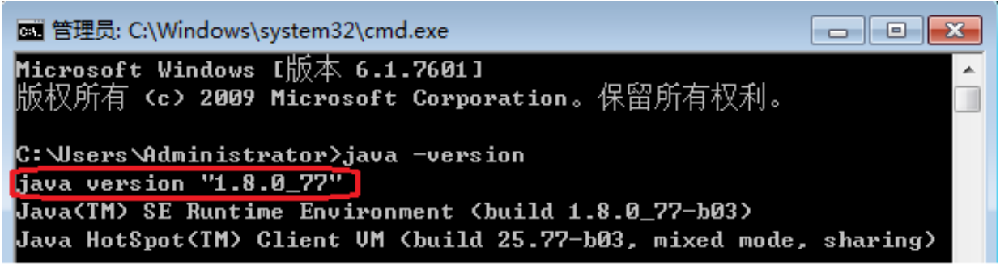 管理员: C:\Windows\system32\cmd.exe
Microsoft Windows [版本 6.1.7601]
版权所有 (c) 2009 Microsoft Corporation。保留所有权利。
C:\Users\Administrator>java -version
java version "1.8.0_77"
Java(TM) SE Runtime Environment (build 1.8.0_77-b03)
Java HotSpot(TM) Client VM (build 25.77-b03, mixed mode, sharing)